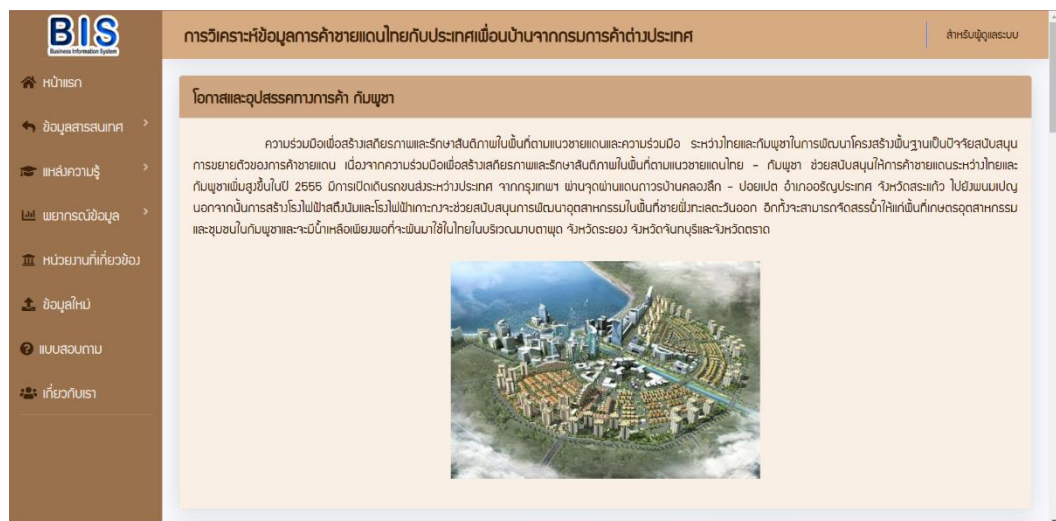 BIS
Business Information System
การวิเคราะห์ข้อมูลการค้าชายแดนไทยกับประเทศเพื่อนบ้านจากกรมการค้าต่างประเทศ
สำหรับผู้ดูแลระบบ
หน้าแรก
ข้อมูลสารสนเทศ
แหล่งความรู้
พยากรณ์ข้อมูล
หน่วยงานที่เกี่ยวข้อง
ข้อมูลใหม่
แบบสอบถาม
เกี่ยวกับเรา
โอกาสและอุปสรรคทางการค้า กัมพูชา
ความร่วมมือเพื่อสร้างเสถียรภาพและรักษาสันติภาพในพื้นที่ตามแนวชายแดนและความร่วมมือ ระหว่างไทยและกัมพูชาในการพัฒนาโครงสร้างพื้นฐานเป็นปัจจัยสนับสนุน
การขยายตัวของการค้าชายแดน เนื่องจากความร่วมมือเพื่อสร้างเสถียรภาพและรักษาสันติภาพในพื้นที่ตามแนวชายแดนไทย – กัมพูชา ช่วยสนับสนุนให้การค้าชายแดนระหว่างไทยและ
กัมพูชาเพิ่มสูงขึ้นในปี 2555 มีการเปิดเดินรถขนส่งระหว่างประเทศ จากกรุงเทพฯ ผ่านจุดผ่านแดนถาวรบ้านคลองลึก – ปอยเปต อำเภออรัญประเทศ จังหวัดสระแก้ว ไปยังพนมเปญ
นอกจากนั้นการสร้างโรงไฟฟ้าสตึงนัมและโรงไฟฟ้าเกาะกงจะช่วยสนับสนุนการพัฒนาอุตสาหกรรมในพื้นที่ชายฝั่งทะเลตะวันออก อีกทั้งจะสามารถจัดสรรน้ำให้แก่พื้นที่เกษตรอุตสาหกรรม
และชุมชนในกัมพูชาและจะมีน้ำเหลือเพียงพอที่จะผันมาใช้ในไทยในบริเวณมาบตาพุด จังหวัดระยอง จังหวัดจันทบุรีและจังหวัดตราด